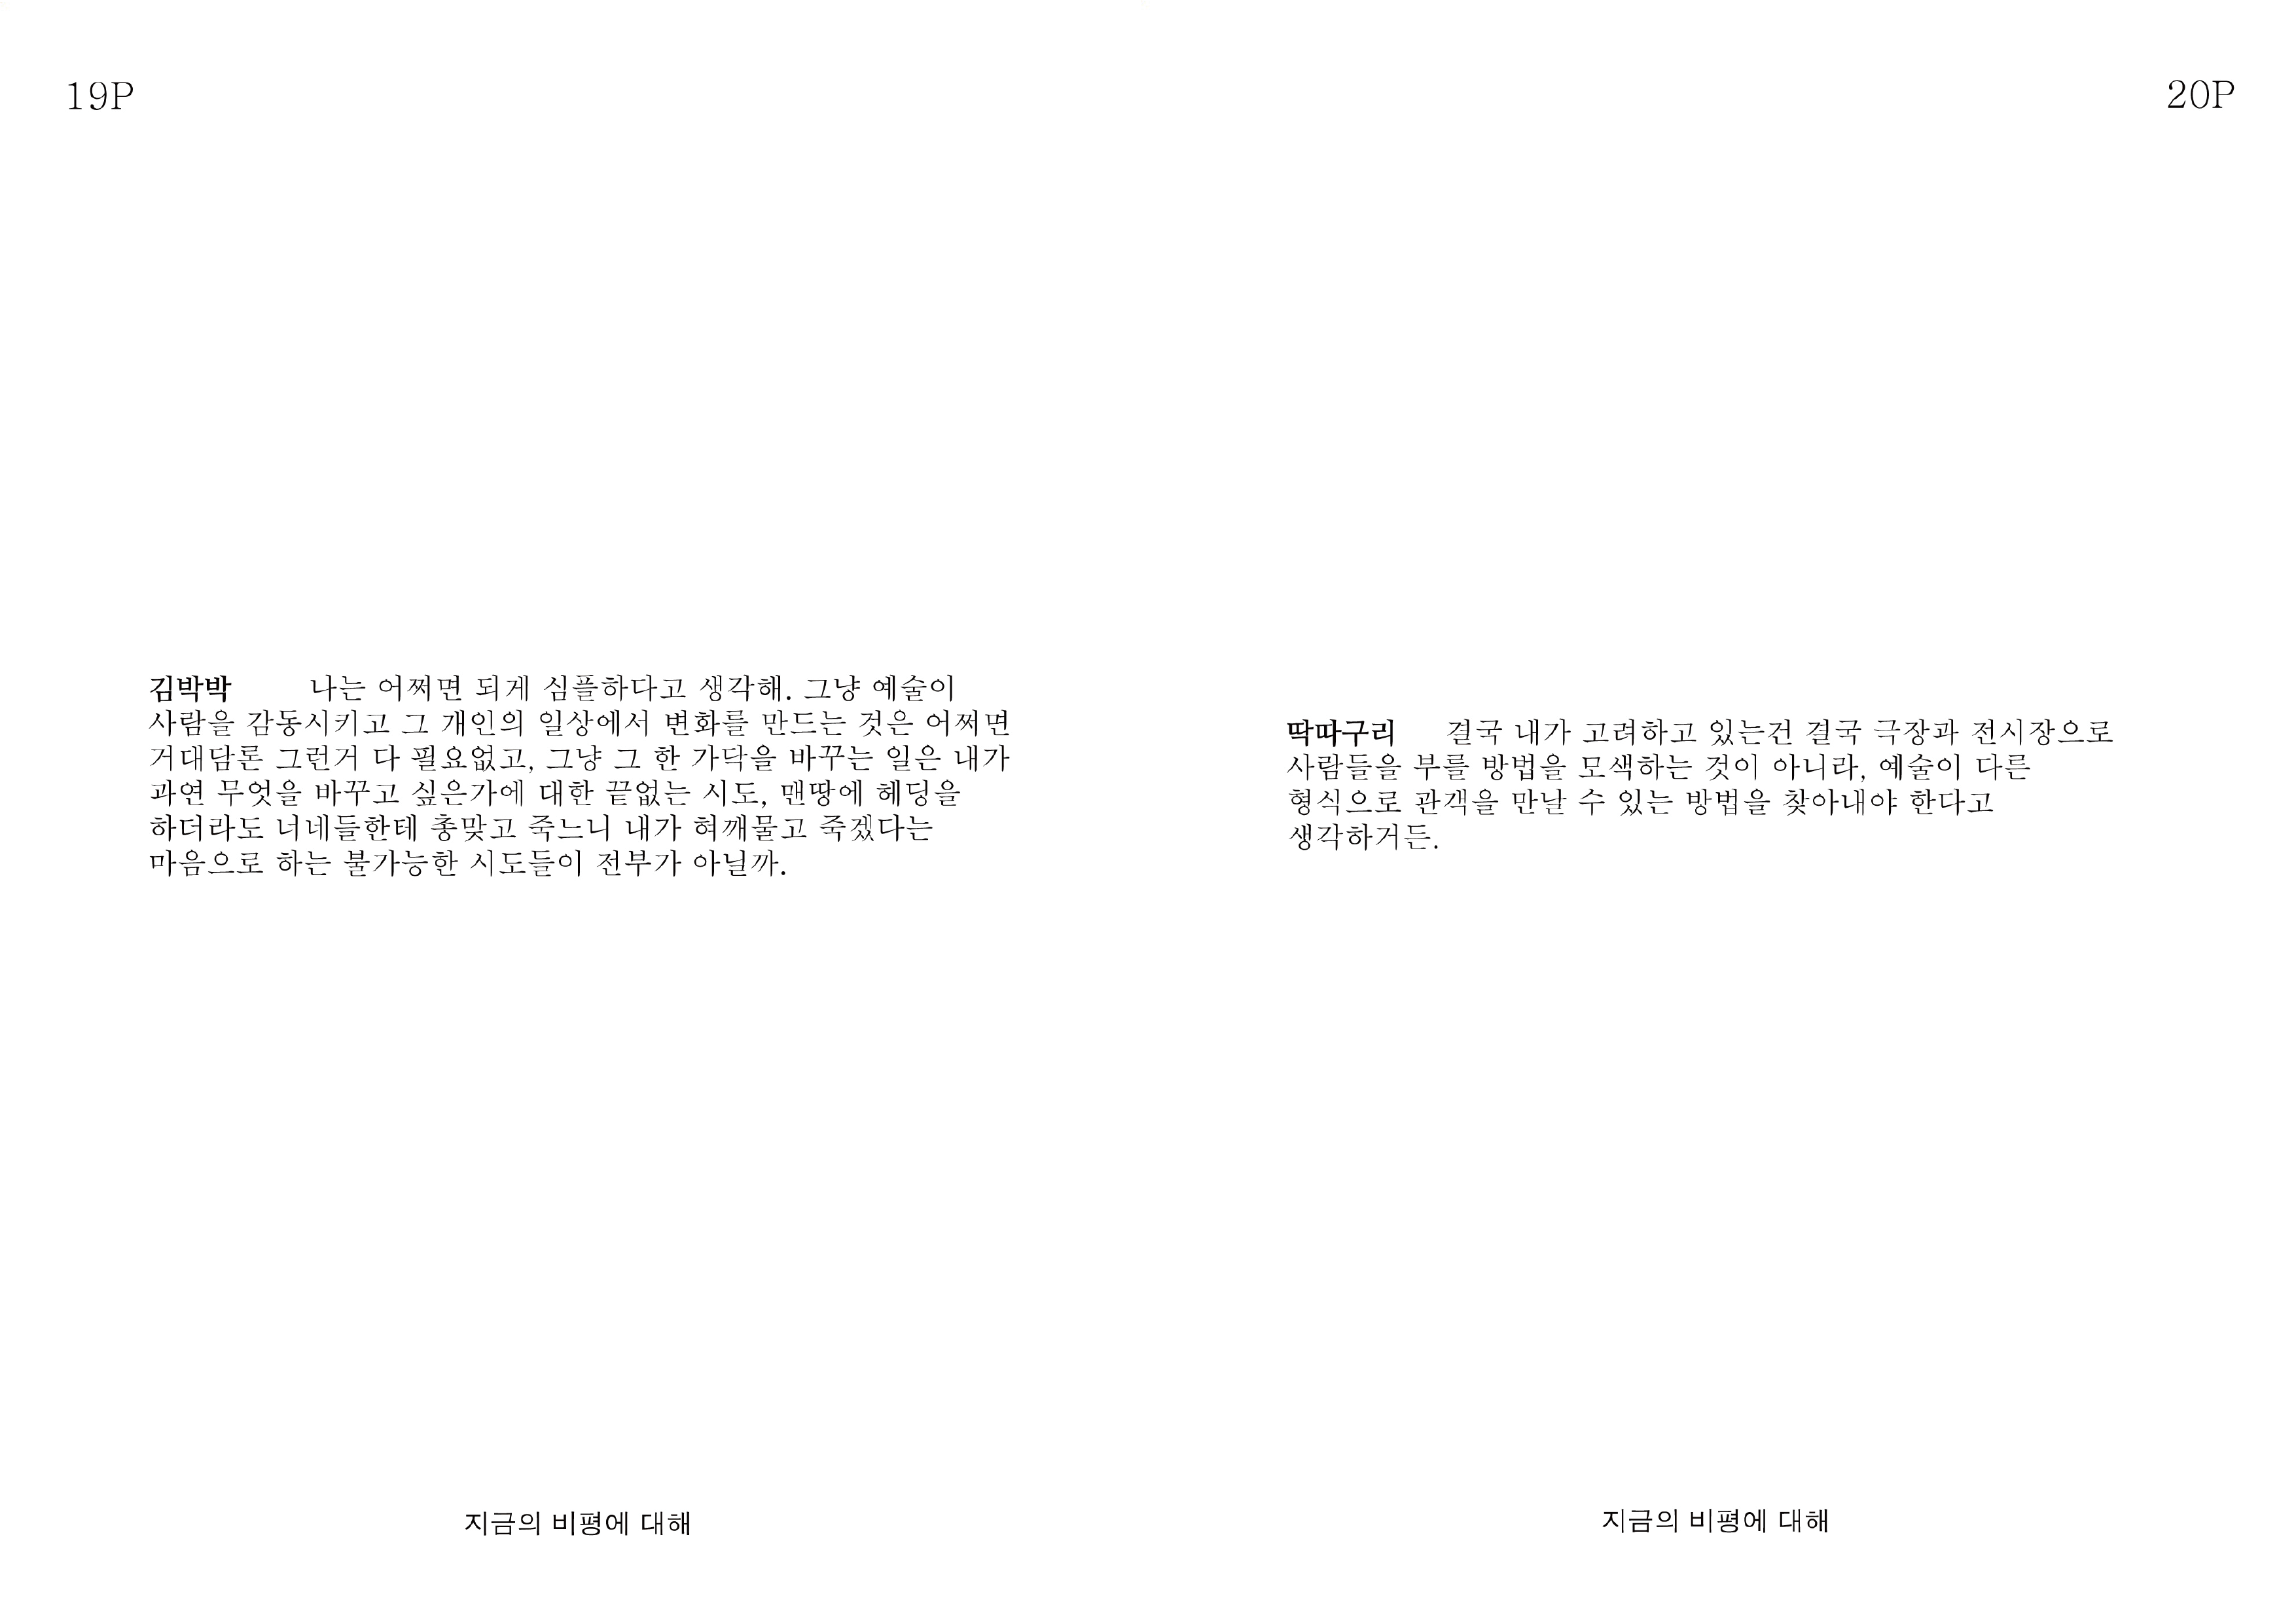 19P
김박박 나는 어쩌면 되게 심플하다고 생각해. 그냥 예술이
사람을 감동시키고 그 개인의 일상에서 변화를 만드는 것은 어쩌면
거대담론 그런거 다 필요없고, 그냥 그 한 가닥을 바꾸는 일은 내가
과연 무엇을 바꾸고 싶은가에 대한 끝없는 시도, 맨땅에 헤딩을
하더라도 너네들한테 총맞고 죽느니 내가 혀깨물고 죽겠다는
마음으로 하는 불가능한 시도들이 전부가 아닐까.
지금의 비평에 대해
20P
딱따구리 결국 내가 고려하고 있는건 결국 극장과 전시장으로
사람들을 부를 방법을 모색하는 것이 아니라, 예술이 다른
형식으로 관객을 만날 수 있는 방법을 찾아내야 한다고
생각하거든.
지금의 비평에 대해